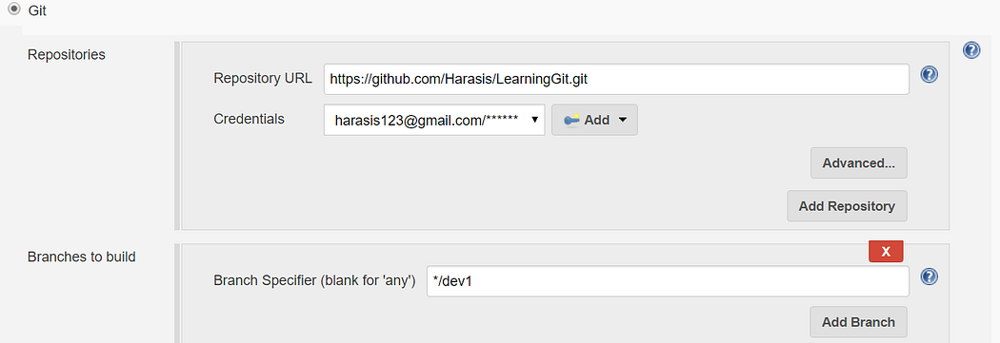 Git
Repositories
Repository URL https://github.com/Harasis/LearningGit.git
Credentials harasis123@gmail.com/****** Add
Advanced...
Add Repository
Branches to build
X
Branch Specifier (blank for 'any') */dev1
Add Branch